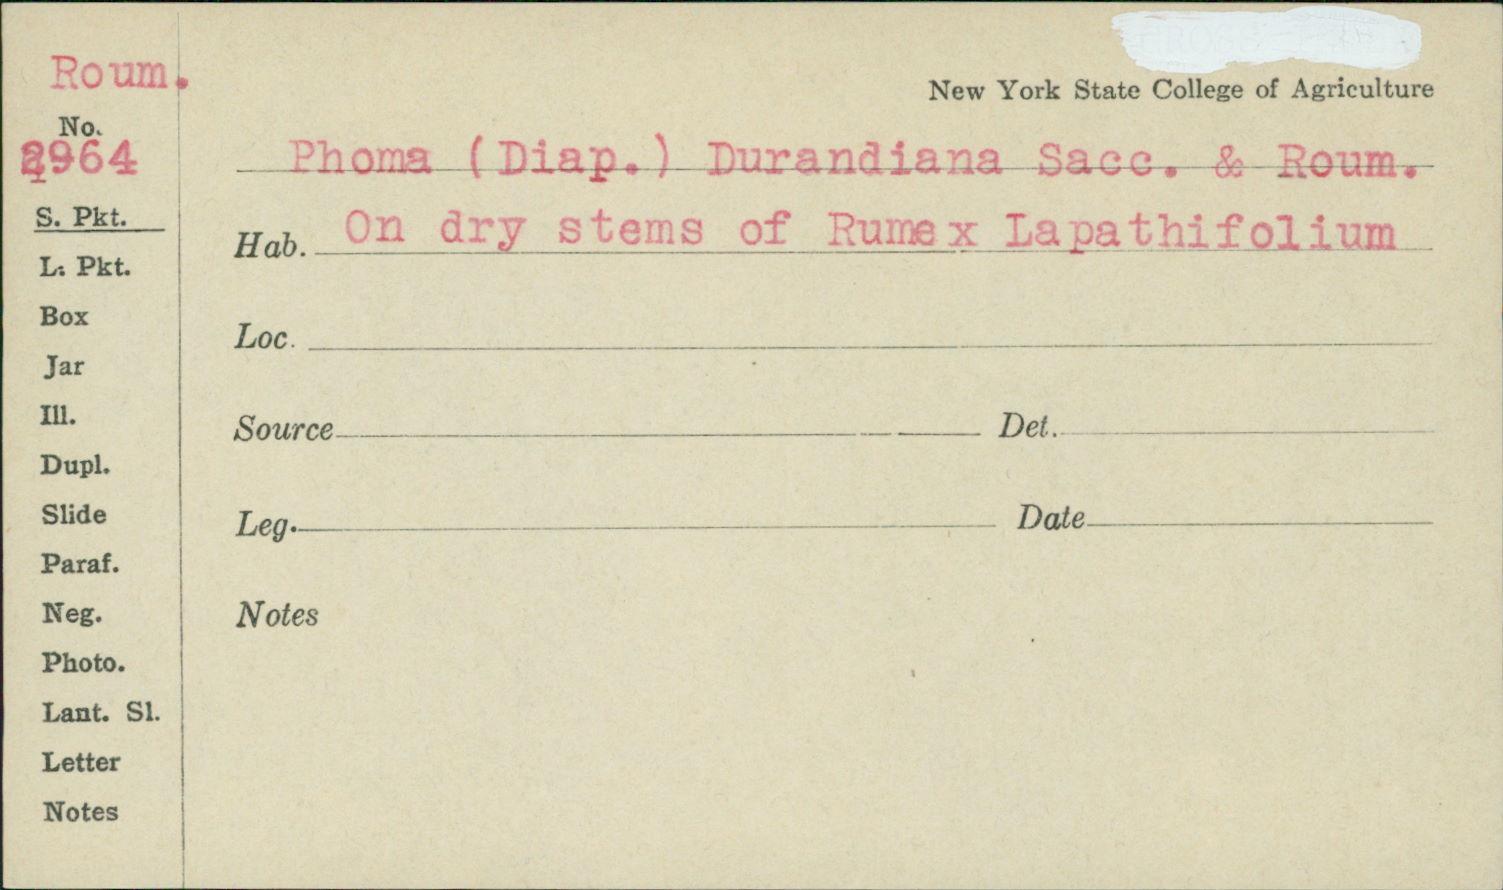 Roum.
New York State College of Agriculture
No.
2964
Phoma (Diap.) Durandiana Sacc. & Roum.
Hab. On dry stems of Rumex Lapathifolium
S. Pkt.
L. Pkt.
Box
Loc.
Jar
Ill.
Source Det.
Dupl.
Slide
Leg. Date
Paraf.
Neg.
Notes
Photo.
Lant. Sl.
Letter
Notes